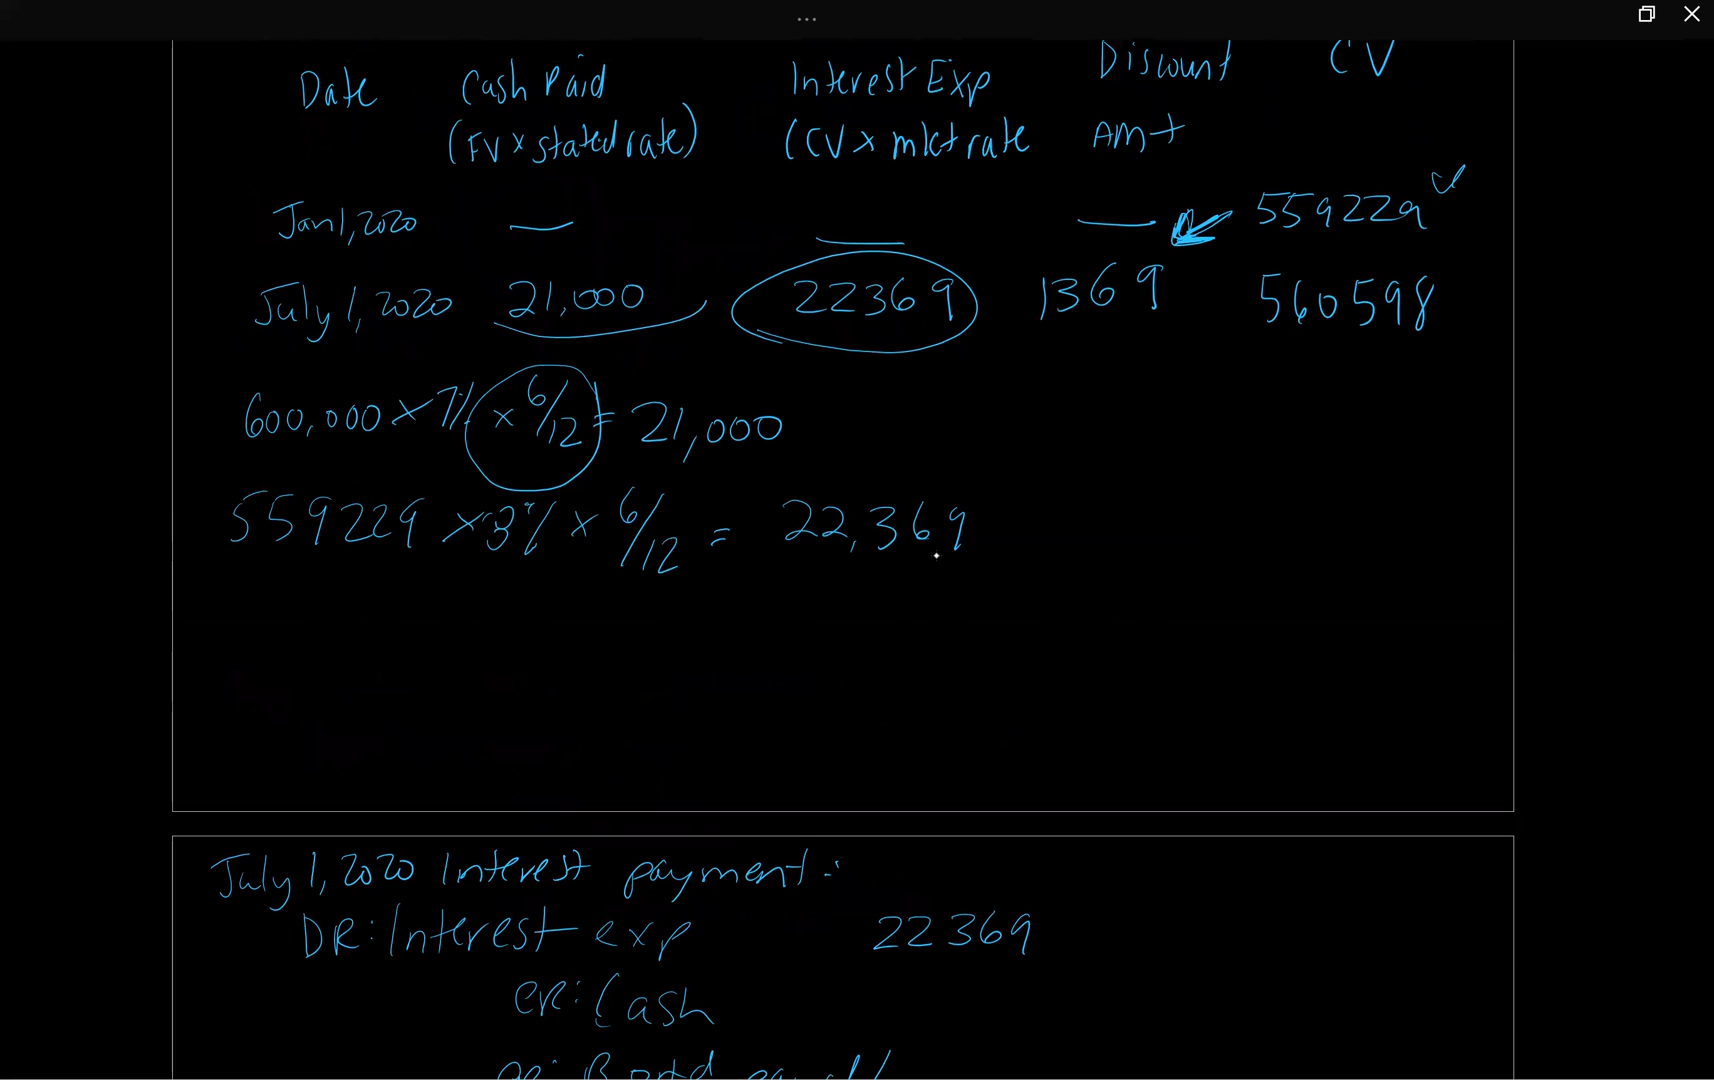 Date Cash Paid Interest Exp Discount CV
(FV x stated rate) (CV x mkt rate Amt
Jan 1, 2020 — — — 559229
July 1, 2020 21,000 22369 1369 560598
600,000 x 7% x 6/12 = 21,000
559229 x 8% x 6/12 = 22,369
July 1, 2020 Interest payment:
DR: Interest exp 22369
CR: Cash